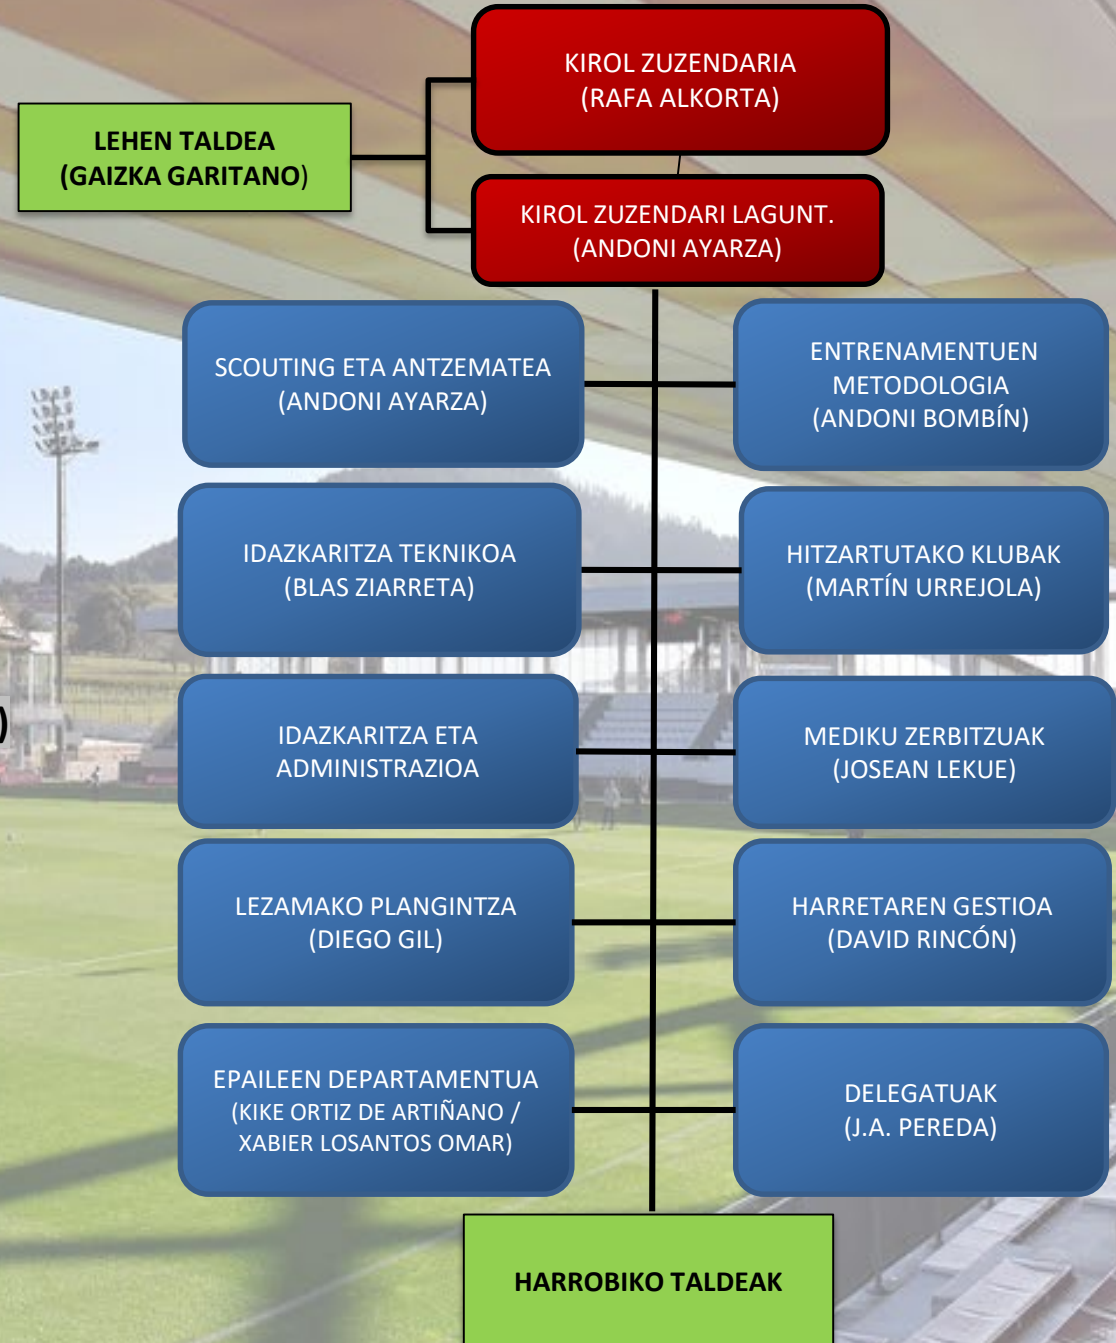 KIROL ZUZENDARIA
(RAFA ALKORTA)
LEHEN TALDEA
(GAIZKA GARITANO)
KIROL ZUZENDARI LAGUNT.
(ANDONI AYARZA)
SCOUTING ETA ANTZEMATEA
(ANDONI AYARZA)
ENTRENAMENTUEN
METODOLOGIA
(ANDONI BOMBÍN)
IDAZKARITZA TEKNIKOA
(BLAS ZIARRETA)
HITZARTUTAKO KLUBAK
(MARTÍN URREJOLA)
)
IDAZKARITZA ETA
ADMINISTRAZIOA
MEDIKU ZERBITZUAK
(JOSEAN LEKUE)
LEZAMAKO PLANGINTZA
(DIEGO GIL)
HARRETAREN GESTIOA
(DAVID RINCÓN)
EPAILEEN DEPARTAMENTUA
(KIKE ORTIZ DE ARTIÑANO /
XABIER LOSANTOS OMAR)
DELEGATUAK
(J.A. PEREDA)
HARROBIKO TALDEAK